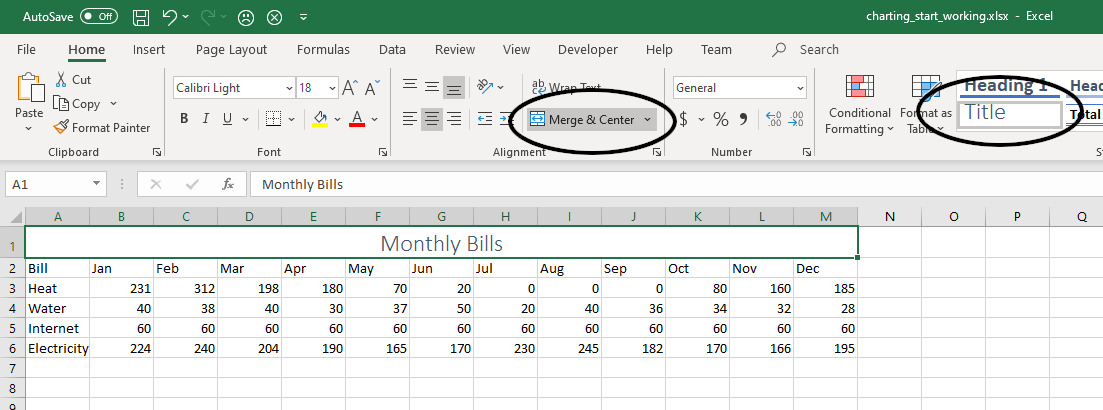 AutoSave Off charting_start_working.xlsx - Excel
File Home Insert Page Layout Formulas Data Review View Developer Help Team Search
Cut
Copy
Format Painter
Paste
Clipboard
Calibri Light 18 A A
B I U A
Font
ab Wrap Text
Merge & Center
Alignment
General
$ % , .00 .00
Number
Conditional
Formatting
Format as
Table
Heading 1 Head
Title Total
St
A1 fx Monthly Bills
A B C D E F G H I J K L M N O P Q
1 Monthly Bills
2 Bill Jan Feb Mar Apr May Jun Jul Aug Sep Oct Nov Dec
3 Heat 231 312 198 180 70 20 0 0 0 80 160 185
4 Water 40 38 40 30 37 50 20 40 36 34 32 28
5 Internet 60 60 60 60 60 60 60 60 60 60 60 60
6 Electricity 224 240 204 190 165 170 230 245 182 170 166 195
7
8
9